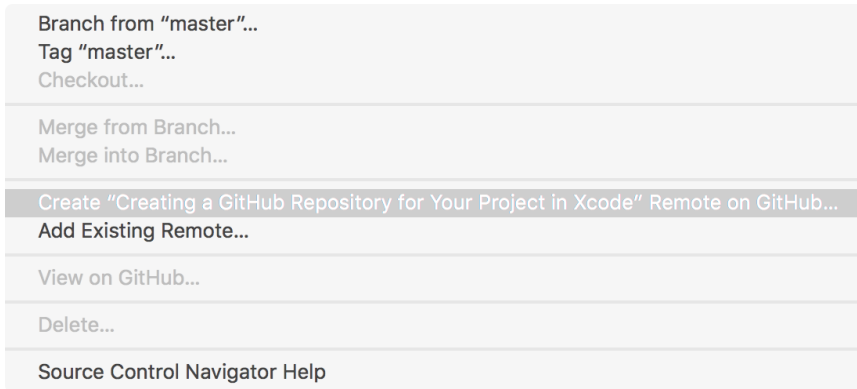 Branch from “master”...
Tag “master”...
Checkout...
Merge from Branch...
Merge into Branch...
Create “Creating a GitHub Repository for Your Project in Xcode” Remote on GitHub...
Add Existing Remote...
View on GitHub...
Delete...
Source Control Navigator Help